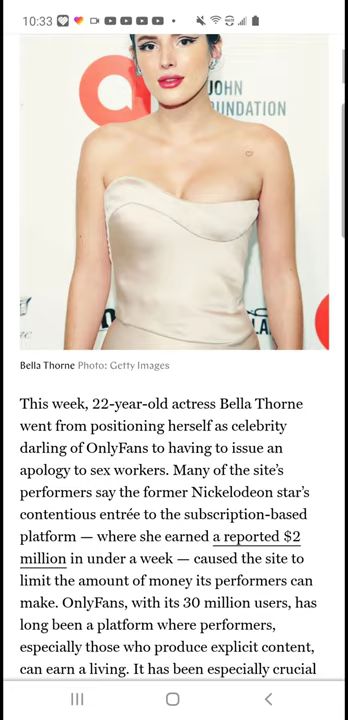 10:33
JOHN
UNDATION
LA
Bella Thorne Photo: Getty Images
This week, 22-year-old actress Bella Thorne
went from positioning herself as celebrity
darling of OnlyFans to having to issue an
apology to sex workers. Many of the site's
performers say the former Nickelodeon star's
contentious entrée to the subscription-based
platform — where she earned a reported $2
million in under a week — caused the site to
limit the amount of money its performers can
make. OnlyFans, with its 30 million users, has
long been a platform where performers,
especially those who produce explicit content,
can earn a living. It has been especially crucial